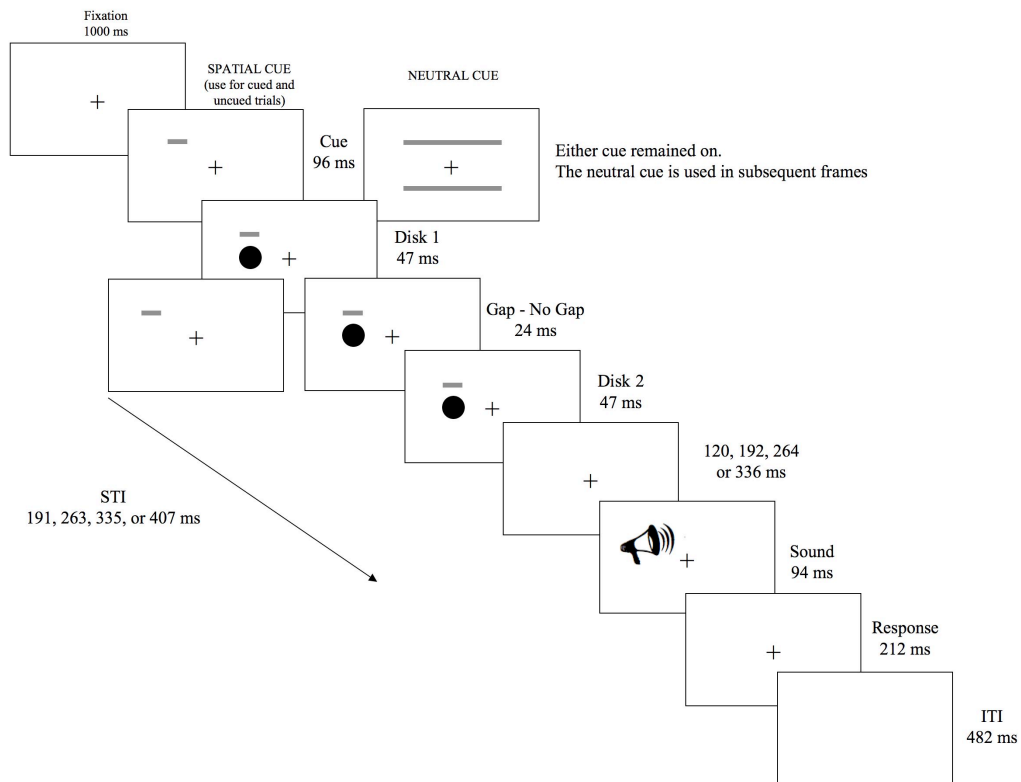 Fixation
1000 ms
SPATIAL CUE
(use for cued and
uncued trials)
NEUTRAL CUE
Cue
96 ms
Either cue remained on.
The neutral cue is used in subsequent frames
Disk 1
47 ms
Gap - No Gap
24 ms
Disk 2
47 ms
120, 192, 264
or 336 ms
STI
191, 263, 335, or 407 ms
Sound
94 ms
Response
212 ms
ITI
482 ms